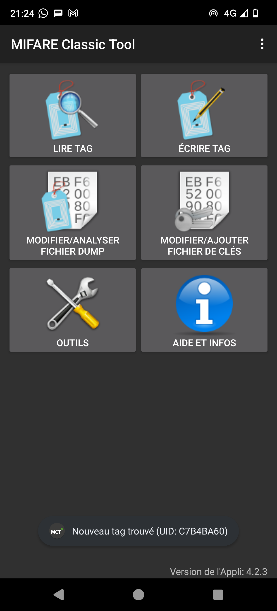 21:24
4G
MIFARE Classic Tool
LIRE TAG
ÉCRIRE TAG
EB F6
52 00
90 80
F0
MODIFIER/ANALYSER
FICHIER DUMP
EB F6
52 00
90 80
MODIFIER/AJOUTER
FICHIER DE CLÉS
OUTILS
AIDE ET INFOS
MCT
Nouveau tag trouvé (UID: C7B4BA60)
Version de l'Appli: 4.2.3